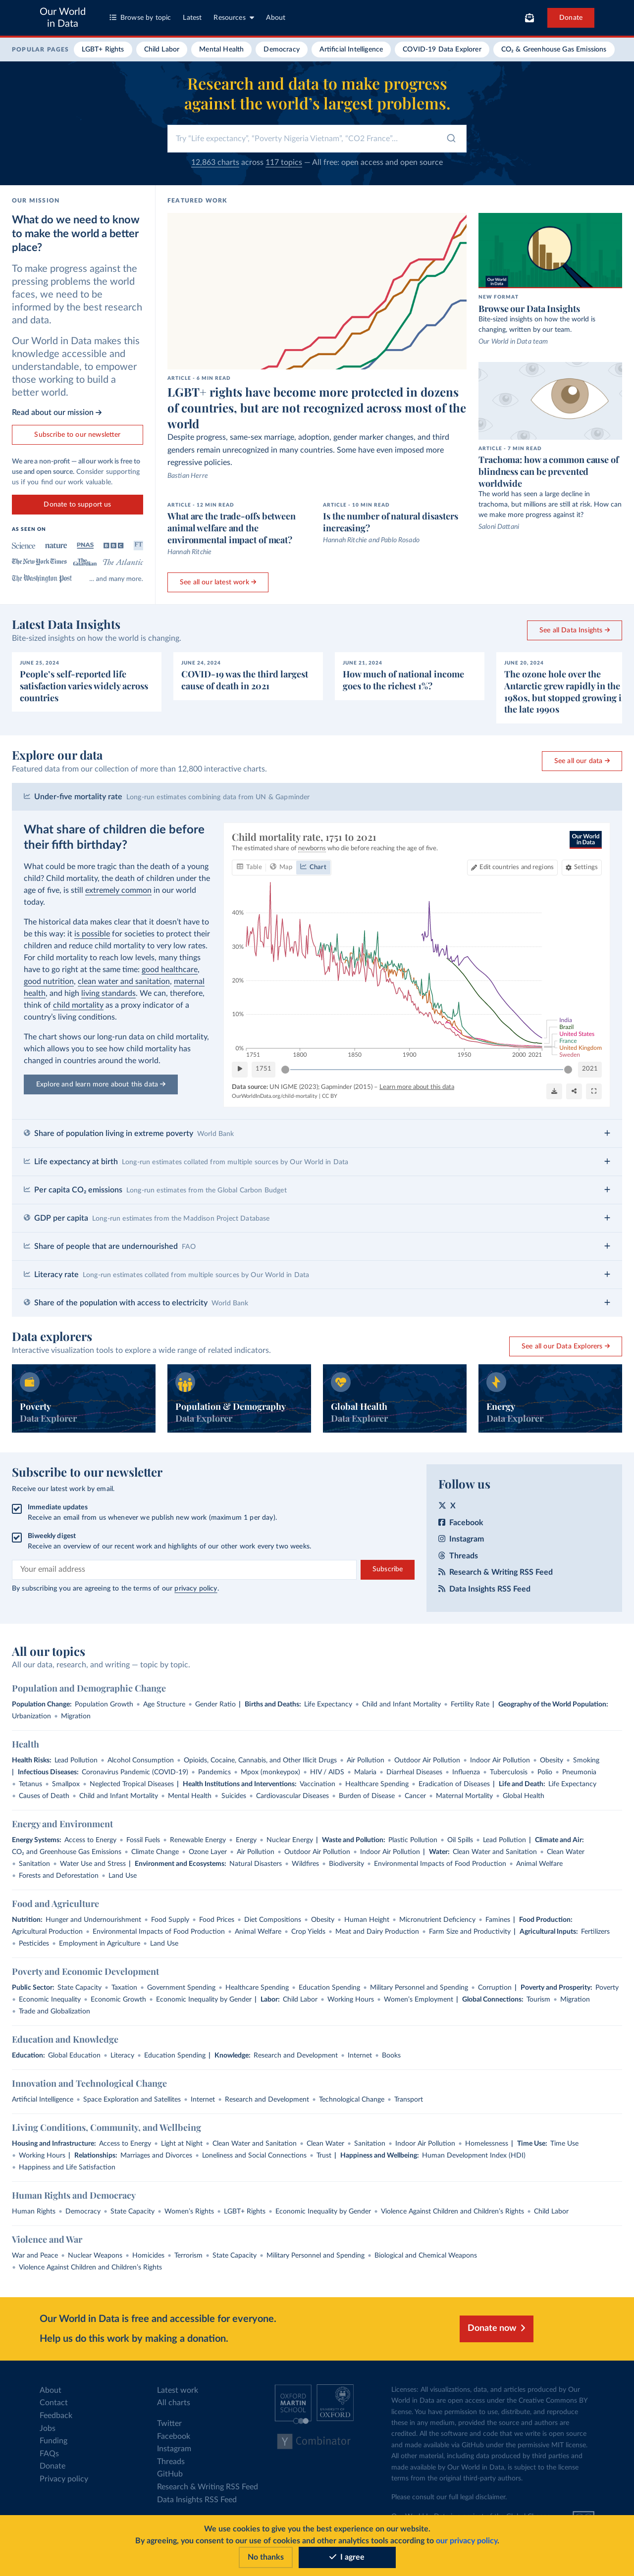 Our World
in Data
Browse by topic
Latest
Resources
About
Donate
POPULAR PAGES
LGBT+ Rights
Child Labor
Mental Health
Democracy
Artificial Intelligence
COVID-19 Data Explorer
CO₂ & Greenhouse Gas Emissions
Research and data to make progress
against the world's largest problems.
Try "Life expectancy", "Poverty Nigeria Vietnam", "CO2 France"...
12,863 charts across 117 topics — All free: open access and open source
OUR MISSION
What do we need to know
to make the world a better
place?
To make progress against the
pressing problems the world
faces, we need to be
informed by the best research
and data.
Our World in Data makes this
knowledge accessible and
understandable, to empower
those working to build a
better world.
Read about our mission →
Subscribe to our newsletter
We are a non-profit — all our work is free to
use and open source. Consider supporting
us if you find our work valuable.
Donate to support us
AS SEEN ON
Science
nature
PNAS
BBC
FT
The New York Times
The Guardian
The Atlantic
The Washington Post
... and many more.
FEATURED WORK
ARTICLE - 6 MIN READ
LGBT+ rights have become more protected in dozens
of countries, but are not recognized across most of the
world
Despite progress, same-sex marriage, adoption, gender marker changes, and third
genders remain unrecognized in many countries. Some have even imposed more
regressive policies.
Bastian Herre
ARTICLE - 12 MIN READ
What are the trade-offs between
animal welfare and the
environmental impact of meat?
Hannah Ritchie
ARTICLE - 10 MIN READ
Is the number of natural disasters
increasing?
Hannah Ritchie and Pablo Rosado
See all our latest work →
Our World
in Data
NEW FORMAT
Browse our Data Insights
Bite-sized insights on how the world is
changing, written by our team.
Our World in Data team
ARTICLE - 7 MIN READ
Trachoma: how a common cause of
blindness can be prevented
worldwide
The world has seen a large decline in
trachoma, but millions are still at risk. How can
we make more progress against it?
Saloni Dattani
Latest Data Insights
Bite-sized insights on how the world is changing.
See all Data Insights →
JUNE 25, 2024
People's self-reported life
satisfaction varies widely across
countries
JUNE 24, 2024
COVID-19 was the third largest
cause of death in 2021
JUNE 21, 2024
How much of national income
goes to the richest 1%?
JUNE 20, 2024
The ozone hole over the
Antarctic grew rapidly in the
1980s, but stopped growing i
the late 1990s
Explore our data
Featured data from our collection of more than 12,800 interactive charts.
See all our data →
Under-five mortality rate Long-run estimates combining data from UN & Gapminder
What share of children die before
their fifth birthday?
What could be more tragic than the death of a young
child? Child mortality, the death of children under the
age of five, is still extremely common in our world
today.
The historical data makes clear that it doesn't have to
be this way: it is possible for societies to protect their
children and reduce child mortality to very low rates.
For child mortality to reach low levels, many things
have to go right at the same time: good healthcare,
good nutrition, clean water and sanitation, maternal
health, and high living standards. We can, therefore,
think of child mortality as a proxy indicator of a
country's living conditions.
The chart shows our long-run data on child mortality,
which allows you to see how child mortality has
changed in countries around the world.
Explore and learn more about this data →
Child mortality rate, 1751 to 2021
The estimated share of newborns who die before reaching the age of five.
Our World
in Data
Table
Map
Chart
Edit countries and regions
Settings
40%
30%
20%
10%
0%
1751
1800
1850
1900
1950
2000
2021
India
Brazil
United States
France
United Kingdom
Sweden
1751
2021
Data source: UN IGME (2023); Gapminder (2015) – Learn more about this data
OurWorldInData.org/child-mortality | CC BY
Share of population living in extreme poverty World Bank
Life expectancy at birth Long-run estimates collated from multiple sources by Our World in Data
Per capita CO₂ emissions Long-run estimates from the Global Carbon Budget
GDP per capita Long-run estimates from the Maddison Project Database
Share of people that are undernourished FAO
Literacy rate Long-run estimates collated from multiple sources by Our World in Data
Share of the population with access to electricity World Bank
Data explorers
Interactive visualization tools to explore a wide range of related indicators.
See all our Data Explorers →
Poverty
Data Explorer
Population & Demography
Data Explorer
Global Health
Data Explorer
Energy
Data Explorer
Subscribe to our newsletter
Receive our latest work by email.
Immediate updates
Receive an email from us whenever we publish new work (maximum 1 per day).
Biweekly digest
Receive an overview of our recent work and highlights of our other work every two weeks.
Your email address
Subscribe
By subscribing you are agreeing to the terms of our privacy policy.
Follow us
X
Facebook
Instagram
Threads
Research & Writing RSS Feed
Data Insights RSS Feed
All our topics
All our data, research, and writing — topic by topic.
Population and Demographic Change
Population Change: Population Growth • Age Structure • Gender Ratio | Births and Deaths: Life Expectancy • Child and Infant Mortality • Fertility Rate | Geography of the World Population:
Urbanization • Migration
Health
Health Risks: Lead Pollution • Alcohol Consumption • Opioids, Cocaine, Cannabis, and Other Illicit Drugs • Air Pollution • Outdoor Air Pollution • Indoor Air Pollution • Obesity • Smoking
| Infectious Diseases: Coronavirus Pandemic (COVID-19) • Pandemics • Mpox (monkeypox) • HIV / AIDS • Malaria • Diarrheal Diseases • Influenza • Tuberculosis • Polio • Pneumonia
• Tetanus • Smallpox • Neglected Tropical Diseases | Health Institutions and Interventions: Vaccination • Healthcare Spending • Eradication of Diseases | Life and Death: Life Expectancy
• Causes of Death • Child and Infant Mortality • Mental Health • Suicides • Cardiovascular Diseases • Burden of Disease • Cancer • Maternal Mortality • Global Health
Energy and Environment
Energy Systems: Access to Energy • Fossil Fuels • Renewable Energy • Energy • Nuclear Energy | Waste and Pollution: Plastic Pollution • Oil Spills • Lead Pollution | Climate and Air:
CO₂ and Greenhouse Gas Emissions • Climate Change • Ozone Layer • Air Pollution • Outdoor Air Pollution • Indoor Air Pollution | Water: Clean Water and Sanitation • Clean Water
• Sanitation • Water Use and Stress | Environment and Ecosystems: Natural Disasters • Wildfires • Biodiversity • Environmental Impacts of Food Production • Animal Welfare
• Forests and Deforestation • Land Use
Food and Agriculture
Nutrition: Hunger and Undernourishment • Food Supply • Food Prices • Diet Compositions • Obesity • Human Height • Micronutrient Deficiency • Famines | Food Production:
Agricultural Production • Environmental Impacts of Food Production • Animal Welfare • Crop Yields • Meat and Dairy Production • Farm Size and Productivity | Agricultural Inputs: Fertilizers
• Pesticides • Employment in Agriculture • Land Use
Poverty and Economic Development
Public Sector: State Capacity • Taxation • Government Spending • Healthcare Spending • Education Spending • Military Personnel and Spending • Corruption | Poverty and Prosperity: Poverty
• Economic Inequality • Economic Growth • Economic Inequality by Gender | Labor: Child Labor • Working Hours • Women's Employment | Global Connections: Tourism • Migration
• Trade and Globalization
Education and Knowledge
Education: Global Education • Literacy • Education Spending | Knowledge: Research and Development • Internet • Books
Innovation and Technological Change
Artificial Intelligence • Space Exploration and Satellites • Internet • Research and Development • Technological Change • Transport
Living Conditions, Community, and Wellbeing
Housing and Infrastructure: Access to Energy • Light at Night • Clean Water and Sanitation • Clean Water • Sanitation • Indoor Air Pollution • Homelessness | Time Use: Time Use
• Working Hours | Relationships: Marriages and Divorces • Loneliness and Social Connections • Trust | Happiness and Wellbeing: Human Development Index (HDI)
• Happiness and Life Satisfaction
Human Rights and Democracy
Human Rights • Democracy • State Capacity • Women's Rights • LGBT+ Rights • Economic Inequality by Gender • Violence Against Children and Children's Rights • Child Labor
Violence and War
War and Peace • Nuclear Weapons • Homicides • Terrorism • State Capacity • Military Personnel and Spending • Biological and Chemical Weapons
• Violence Against Children and Children's Rights
Our World in Data is free and accessible for everyone.
Help us do this work by making a donation.
Donate now
About
Contact
Feedback
Jobs
Funding
FAQs
Donate
Privacy policy
Latest work
All charts
Twitter
Facebook
Instagram
Threads
GitHub
Research & Writing RSS Feed
Data Insights RSS Feed
OXFORD
MARTIN
SCHOOL
UNIVERSITY OF
OXFORD
Y Combinator
Licenses: All visualizations, data, and articles produced by Our
World in Data are open access under the Creative Commons BY
license. You have permission to use, distribute, and reproduce
these in any medium, provided the source and authors are
credited. All the software and code that we write is open source
and made available via GitHub under the permissive MIT license.
All other material, including data produced by third parties and
made available by Our World in Data, is subject to the license
terms from the original third-party authors.
Please consult our full legal disclaimer.
We use cookies to give you the best experience on our website.
By agreeing, you consent to our use of cookies and other analytics tools according to our privacy policy.
No thanks
I agree